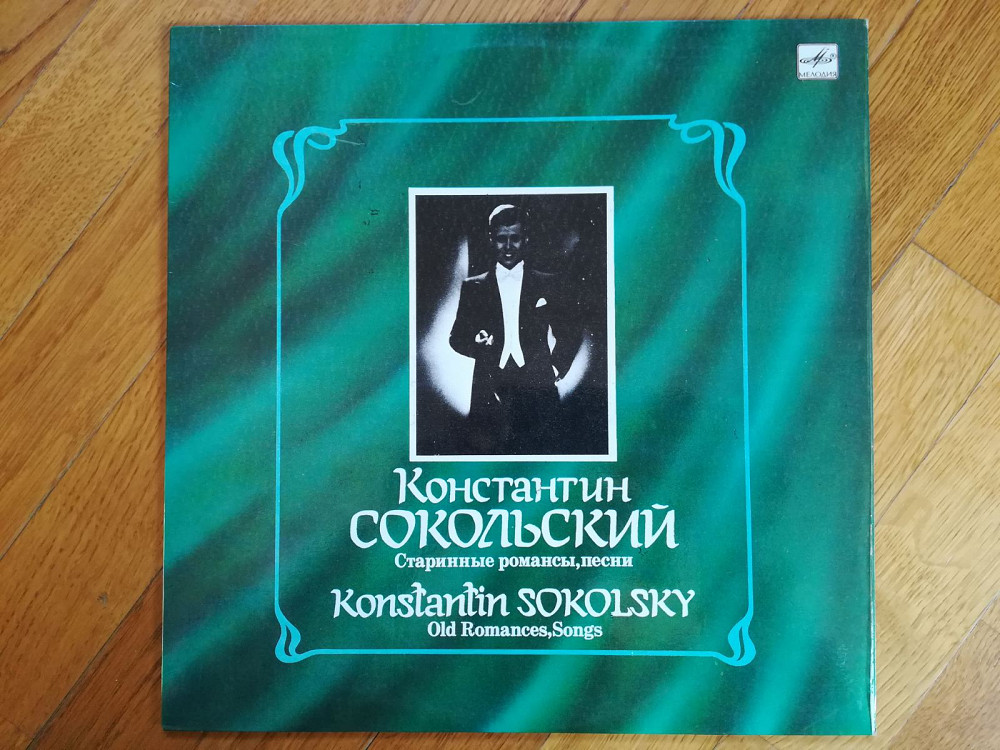 МЕЛОДИЯ
Константин
СОКОЛЬСКИЙ
Старинные романсы,песни
Konstantin SOKOLSKY
Old Romances,Songs